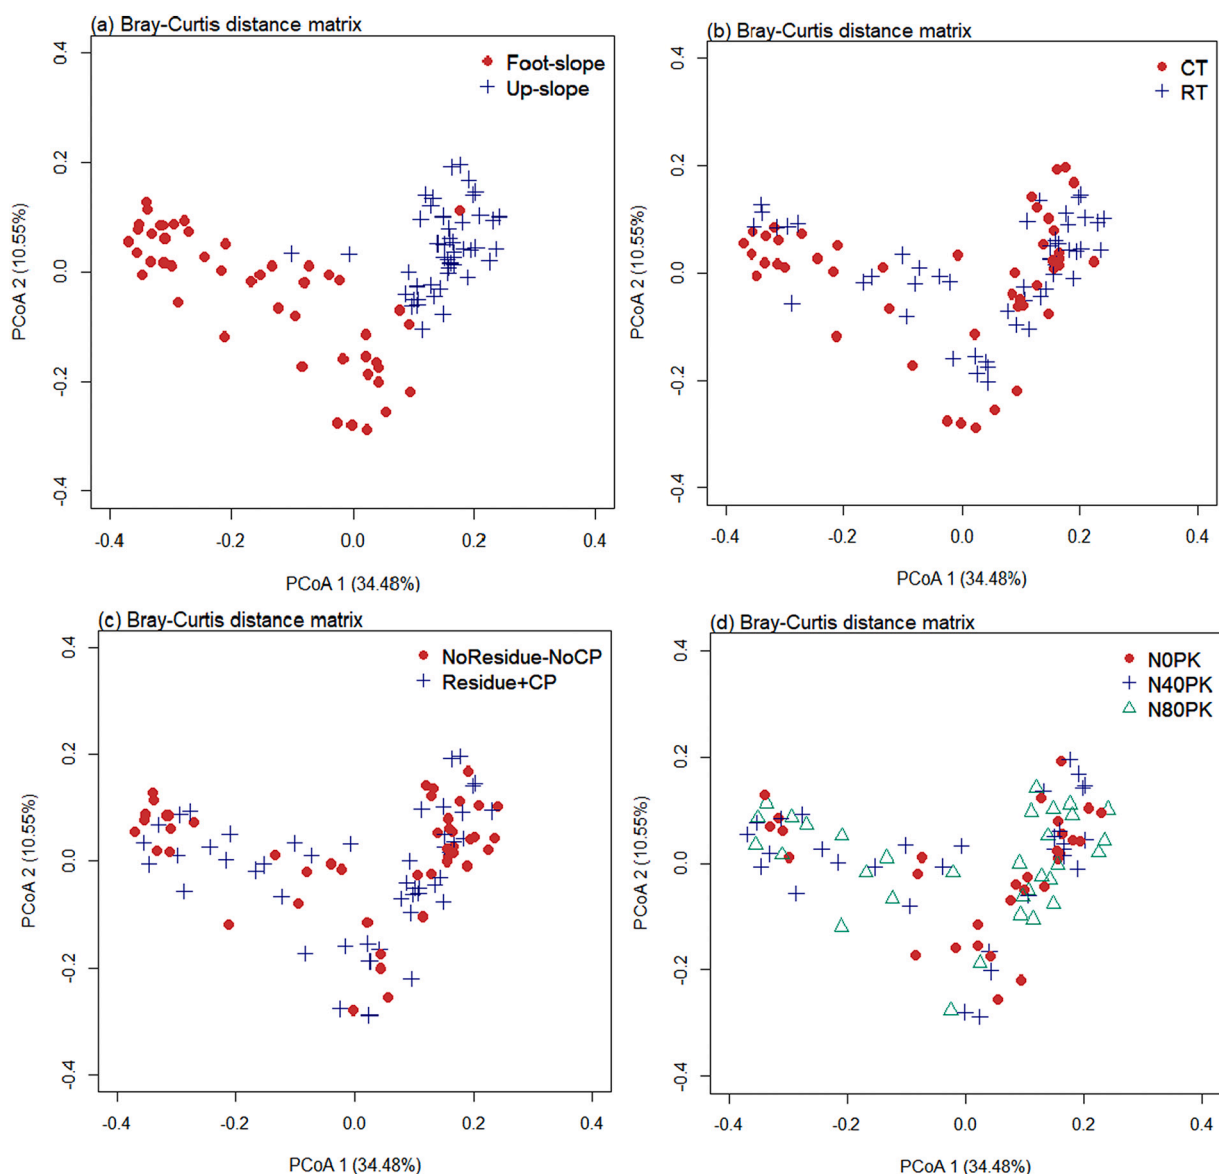 (a) Bray-Curtis distance matrix
Foot-slope
Up-slope
0.4
0.2
0.0
-0.2
-0.4
PCoA 2 (10.55%)
-0.4
-0.2
0.0
0.2
0.4
PCoA 1 (34.48%)
(b) Bray-Curtis distance matrix
CT
RT
0.4
0.2
0.0
-0.2
-0.4
PCoA 2 (10.55%)
-0.4
-0.2
0.0
0.2
0.4
PCoA 1 (34.48%)
(c) Bray-Curtis distance matrix
NoResidue-NoCP
Residue+CP
0.4
0.2
0.0
-0.2
-0.4
PCoA 2 (10.55%)
-0.4
-0.2
0.0
0.2
0.4
PCoA 1 (34.48%)
(d) Bray-Curtis distance matrix
N0PK
N40PK
N80PK
0.4
0.2
0.0
-0.2
-0.4
PCoA 2 (10.55%)
-0.4
-0.2
0.0
0.2
0.4
PCoA 1 (34.48%)